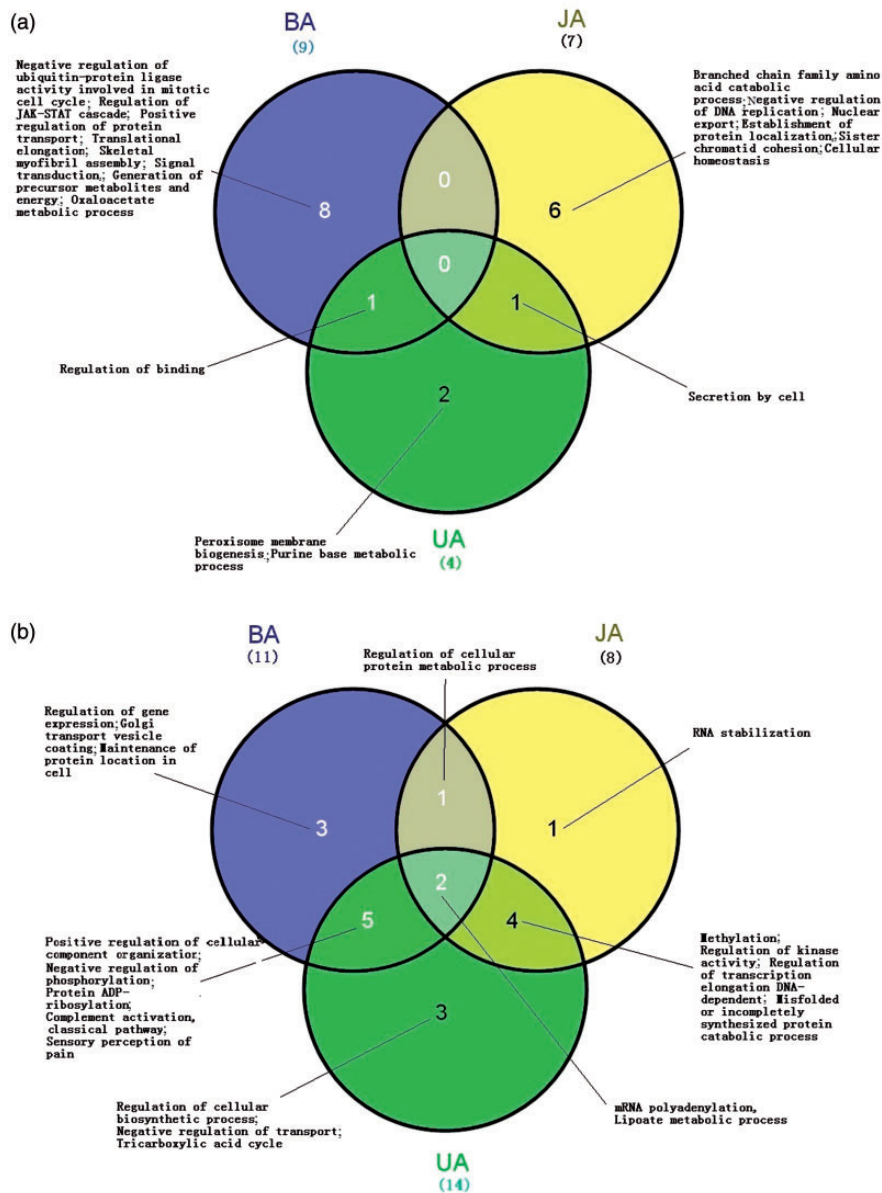 (a)
BA
(9)
JA
(7)
Negative regulation of
ubiquitin-protein ligase
activity involved in mitotic
cell cycle; Regulation of
JAK-STAT cascade; Positive
regulation of protein
transport; Translational
elongation; Skeletal
myofibril assembly; Signal
transduction; Generation of
precursor metabolites and
energy; Oxaloacetate
metabolic process
Branched chain family amino
acid catabolic
process;Negative regulation
of DNA replication; Nuclear
export;Establishment of
protein localization;Sister
chromatid cohesion;Cellular
homeostasis
8
0
6
0
1
1
Regulation of binding
2
Secretion by cell
Peroxisome membrane
biogenesis;Purine base metabolic
process
UA
(4)
(b)
BA
(11)
JA
(8)
Regulation of cellular
protein metabolic process
Regulation of gene
expression;Golgi
transport vesicle
coating;Maintenance of
protein location in
cell
RNA stabilization
1
3
1
2
5
4
Positive regulation of cellular
component organization;
Negative regulation of
phosphorylation;
Protein ADP-
ribosylation;
Complement activation,
classical pathway;
Sensory perception of
pain
Methylation;
Regulation of kinase
activity; Regulation
of transcription
elongation DNA-
dependent; Misfolded
or incompletely
synthesized protein
catabolic process
3
Regulation of cellular
biosynthetic process;
Negative regulation of transport;
Tricarboxylic acid cycle
mRNA polyadenylation,
Lipoate metabolic process
UA
(14)